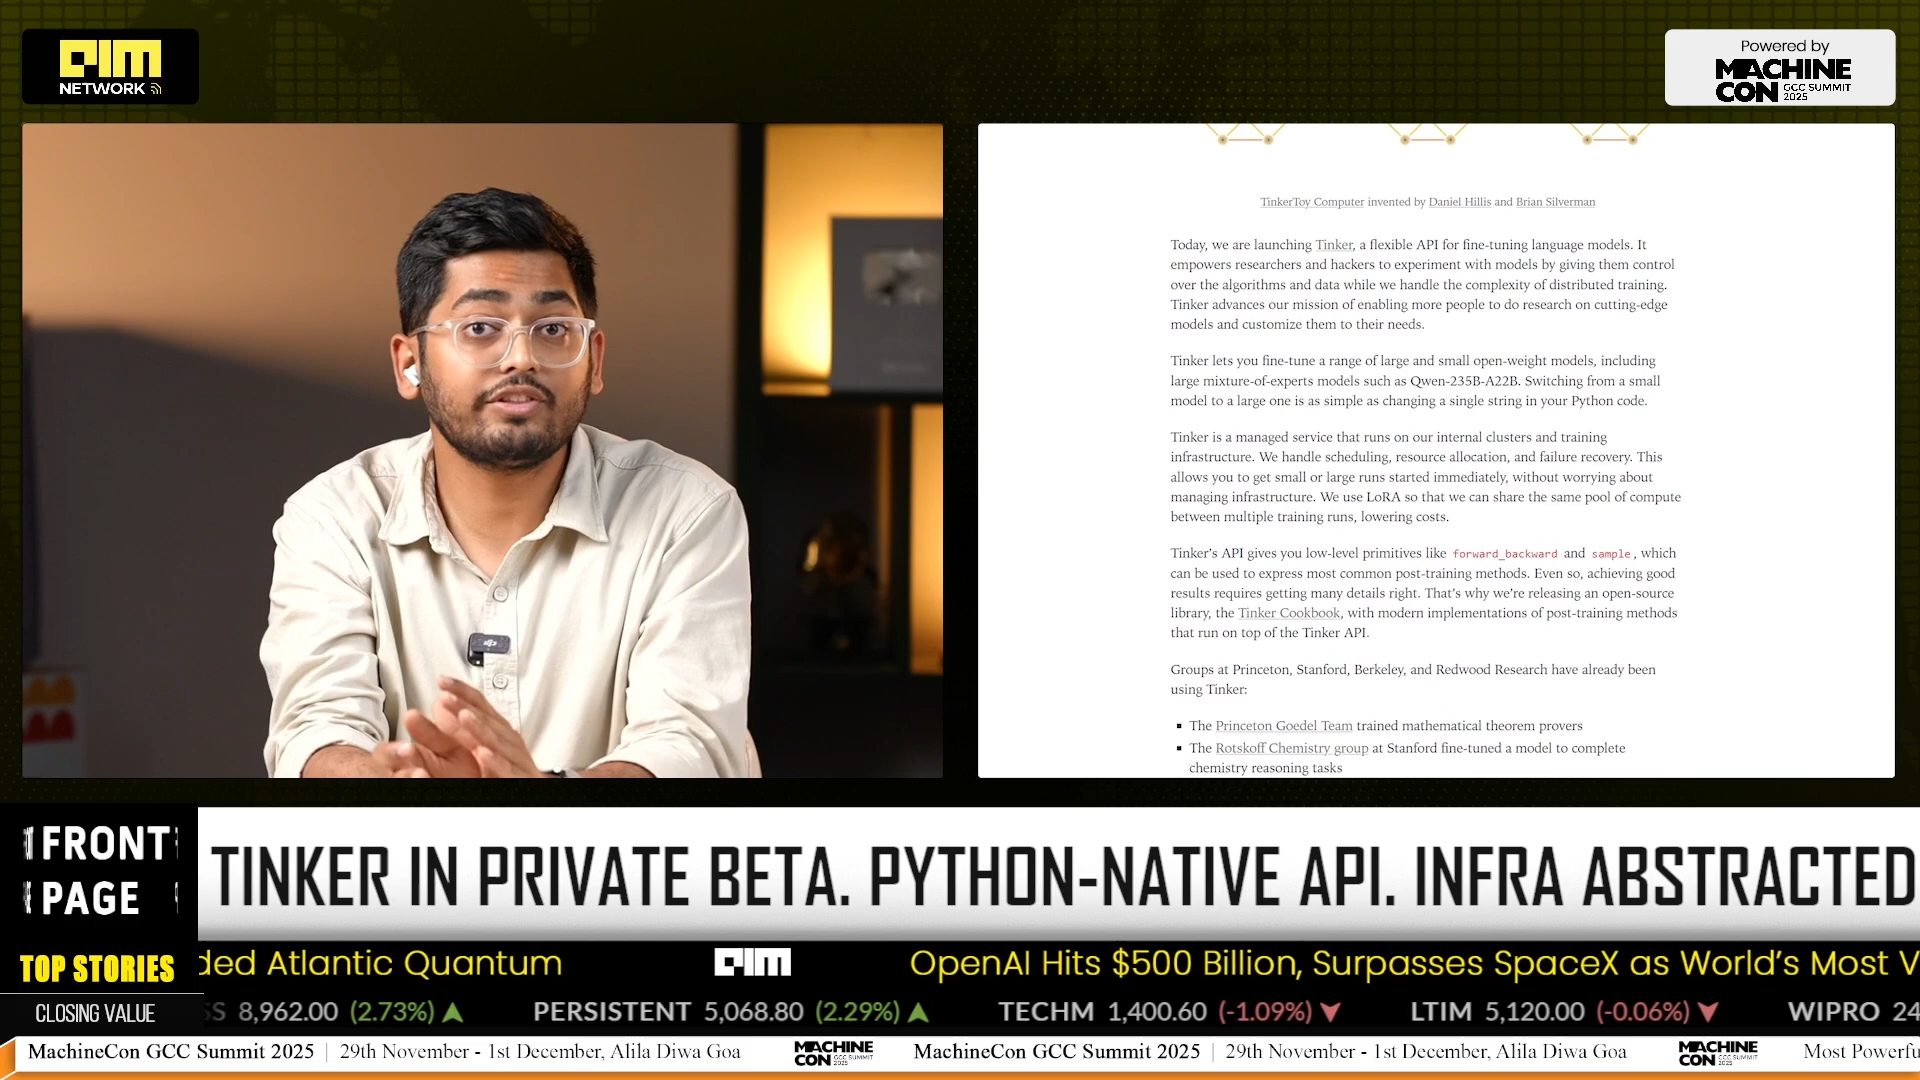 AIM
NETWORK
Powered by
MACHINE
CON GCC SUMMIT
2025
TinkerToy Computer invented by Daniel Hillis and Brian Silverman
Today, we are launching Tinker, a flexible API for fine-tuning language models. It
empowers researchers and hackers to experiment with models by giving them control
over the algorithms and data while we handle the complexity of distributed training.
Tinker advances our mission of enabling more people to do research on cutting-edge
models and customize them to their needs.
Tinker lets you fine-tune a range of large and small open-weight models, including
large mixture-of-experts models such as Qwen-235B-A22B. Switching from a small
model to a large one is as simple as changing a single string in your Python code.
Tinker is a managed service that runs on our internal clusters and training
infrastructure. We handle scheduling, resource allocation, and failure recovery. This
allows you to get small or large runs started immediately, without worrying about
managing infrastructure. We use LoRA so that we can share the same pool of compute
between multiple training runs, lowering costs.
Tinker’s API gives you low-level primitives like forward_backward and sample, which
can be used to express most common post-training methods. Even so, achieving good
results requires getting many details right. That’s why we’re releasing an open-source
library, the Tinker Cookbook, with modern implementations of post-training methods
that run on top of the Tinker API.
Groups at Princeton, Stanford, Berkeley, and Redwood Research have already been
using Tinker:
▪ The Princeton Goedel Team trained mathematical theorem provers
▪ The Rotskoff Chemistry group at Stanford fine-tuned a model to complete
chemistry reasoning tasks
FRONT
PAGE
TINKER IN PRIVATE BETA. PYTHON-NATIVE API. INFRA ABSTRACTED
TOP STORIES
ded Atlantic Quantum AIM OpenAI Hits $500 Billion, Surpasses SpaceX as World’s Most V
CLOSING VALUE
S 8,962.00 (2.73%) ▲ PERSISTENT 5,068.80 (2.29%) ▲ TECHM 1,400.60 (-1.09%) ▼ LTIM 5,120.00 (-0.06%) ▼ WIPRO 24
MachineCon GCC Summit 2025 | 29th November - 1st December, Alila Diwa Goa MACHINE CON GCC SUMMIT 2025 MachineCon GCC Summit 2025 | 29th November - 1st December, Alila Diwa Goa MACHINE CON GCC SUMMIT 2025 Most Powerfu